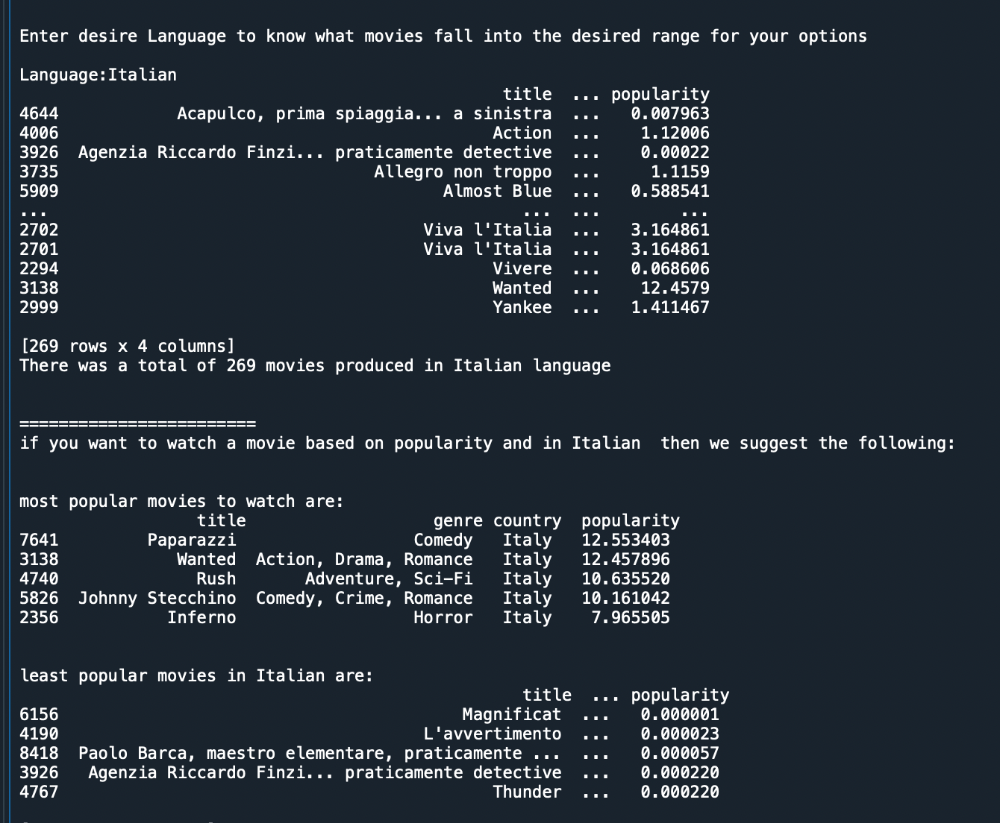 Enter desire Language to know what movies fall into the desired range for your options
Language:Italian
title ... popularity
4644 Acapulco, prima spiaggia... a sinistra ... 0.007963
4006 Action ... 1.12006
3926 Agenzia Riccardo Finzi... praticamente detective ... 0.00022
3735 Allegro non troppo ... 1.1159
5909 Almost Blue ... 0.588541
... ... ... ...
2702 Viva l'Italia ... 3.164861
2701 Viva l'Italia ... 3.164861
2294 Vivere ... 0.068606
3138 Wanted ... 12.4579
2999 Yankee ... 1.411467
[269 rows x 4 columns]
There was a total of 269 movies produced in Italian language
========================
if you want to watch a movie based on popularity and in Italian  then we suggest the following:
most popular movies to watch are:
title genre country popularity
7641 Paparazzi Comedy Italy 12.553403
3138 Wanted Action, Drama, Romance Italy 12.457896
4740 Rush Adventure, Sci-Fi Italy 10.635520
5826 Johnny Stecchino Comedy, Crime, Romance Italy 10.161042
2356 Inferno Horror Italy 7.965505
least popular movies in Italian are:
title ... popularity
6156 Magnificat ... 0.000001
4190 L'avvertimento ... 0.000023
8418 Paolo Barca, maestro elementare, praticamente ... ... 0.000057
3926 Agenzia Riccardo Finzi... praticamente detective ... 0.000220
4767 Thunder ... 0.000220